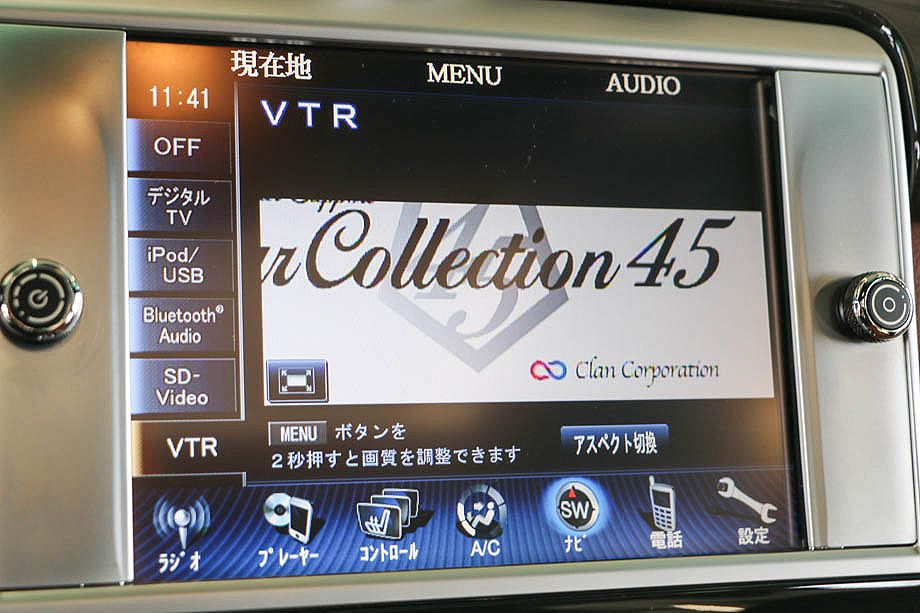 現在地
MENU
AUDIO
11:41
VTR
OFF
デジタル
TV
iPod/
USB
Bluetooth®
Audio
SD-
Video
VTR
Collection 45
Clan Corporation
MENU ボタンを
2秒押すと画質を調整できます
アスペクト切換
ラジオ
プレーヤー
コントロール
A/C
SW
ナビ
電話
設定